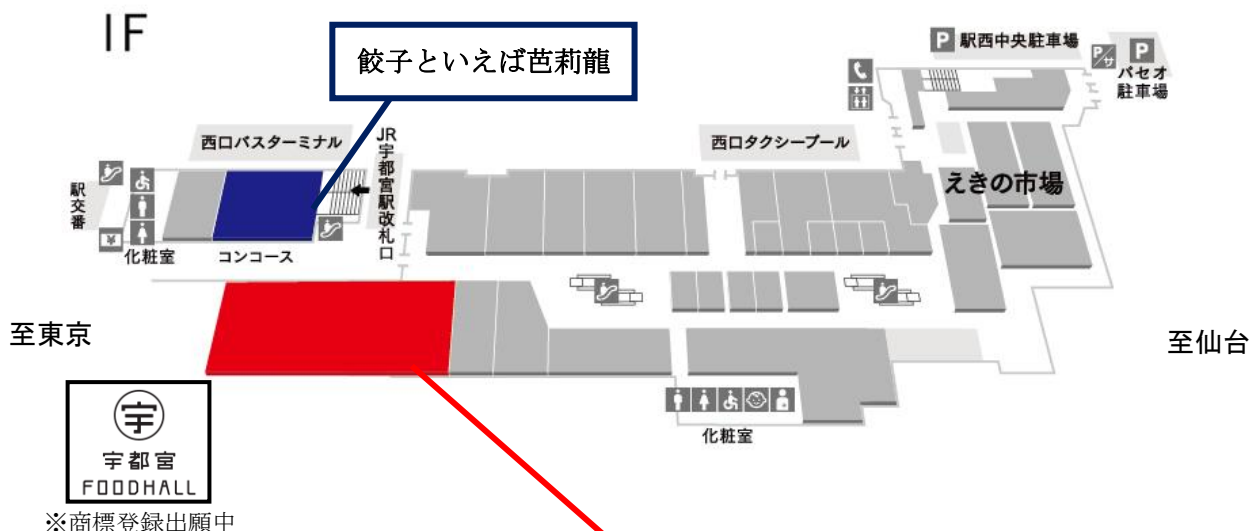 1F
餃子といえば芭莉龍
P 駅西中央駐車場
P/サ
P
パセオ
駐車場
西口バスターミナル
JR宇都宮駅改札口
西口タクシープール
えきの市場
駅交番
¥
化粧室
コンコース
至東京
至仙台
化粧室
宇
宇都宮
FOODHALL
※商標登録出願中